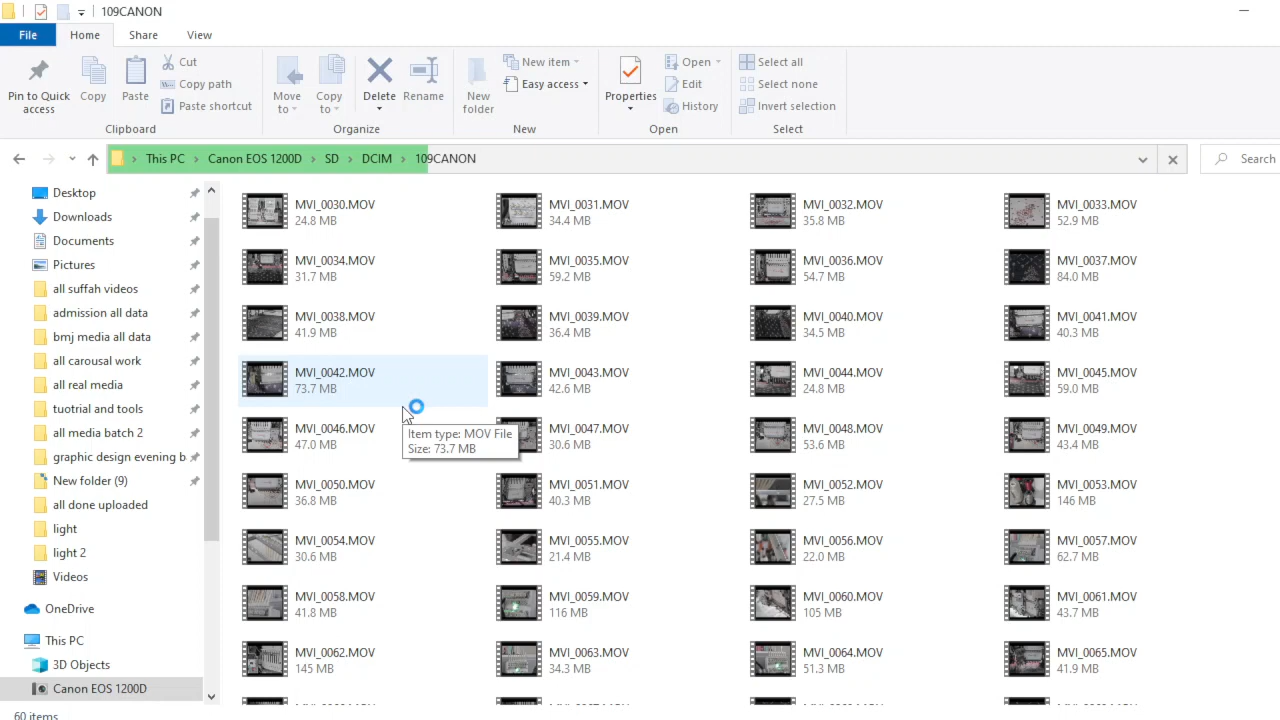 109CANON
File Home Share View
Pin to Quick access
Copy
Paste
Cut
Copy path
Paste shortcut
Clipboard
Move to
Copy to
Delete
Rename
Organize
New folder
New item
Easy access
New
Properties
Open
Edit
History
Open
Select all
Select none
Invert selection
Select
This PC > Canon EOS 1200D > SD > DCIM > 109CANON
Search
Desktop
Downloads
Documents
Pictures
all suffah videos
admission all data
bmj media all data
all carousal work
all real media
tuotrial and tools
all media batch 2
graphic design evening b
New folder (9)
all done uploaded
light
light 2
Videos
OneDrive
This PC
3D Objects
Canon EOS 1200D
MVI_0030.MOV MVI_0031.MOV MVI_0032.MOV MVI_0033.MOV
24.8 MB 34.4 MB 35.8 MB 52.9 MB
MVI_0034.MOV MVI_0035.MOV MVI_0036.MOV MVI_0037.MOV
31.7 MB 59.2 MB 54.7 MB 84.0 MB
MVI_0038.MOV MVI_0039.MOV MVI_0040.MOV MVI_0041.MOV
41.9 MB 36.4 MB 34.5 MB 40.3 MB
MVI_0042.MOV MVI_0043.MOV MVI_0044.MOV MVI_0045.MOV
73.7 MB 42.6 MB 24.8 MB 59.0 MB
MVI_0046.MOV MVI_0047.MOV MVI_0048.MOV MVI_0049.MOV
47.0 MB 30.6 MB 53.6 MB 43.4 MB
Item type: MOV File
Size: 73.7 MB
MVI_0050.MOV MVI_0051.MOV MVI_0052.MOV MVI_0053.MOV
36.8 MB 40.3 MB 27.5 MB 146 MB
MVI_0054.MOV MVI_0055.MOV MVI_0056.MOV MVI_0057.MOV
30.6 MB 21.4 MB 22.0 MB 62.7 MB
MVI_0058.MOV MVI_0059.MOV MVI_0060.MOV MVI_0061.MOV
41.8 MB 116 MB 105 MB 43.7 MB
MVI_0062.MOV MVI_0063.MOV MVI_0064.MOV MVI_0065.MOV
145 MB 34.3 MB 51.3 MB 41.9 MB
60 items